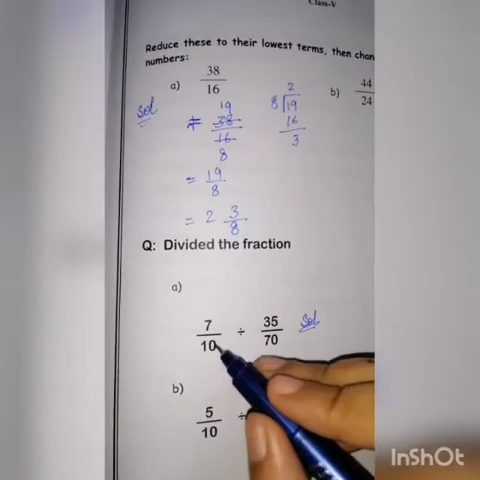 Class-V
Reduce these to their lowest terms, then chan
numbers:
a) 38/16
b) 44/24
Sol
19
= 38/16
8
2
8 19
16
3
= 19/8
= 2 3/8
Q: Divided the fraction
a)
7/10 ÷ 35/70 Sol
b)
5/10 ÷
InShOt